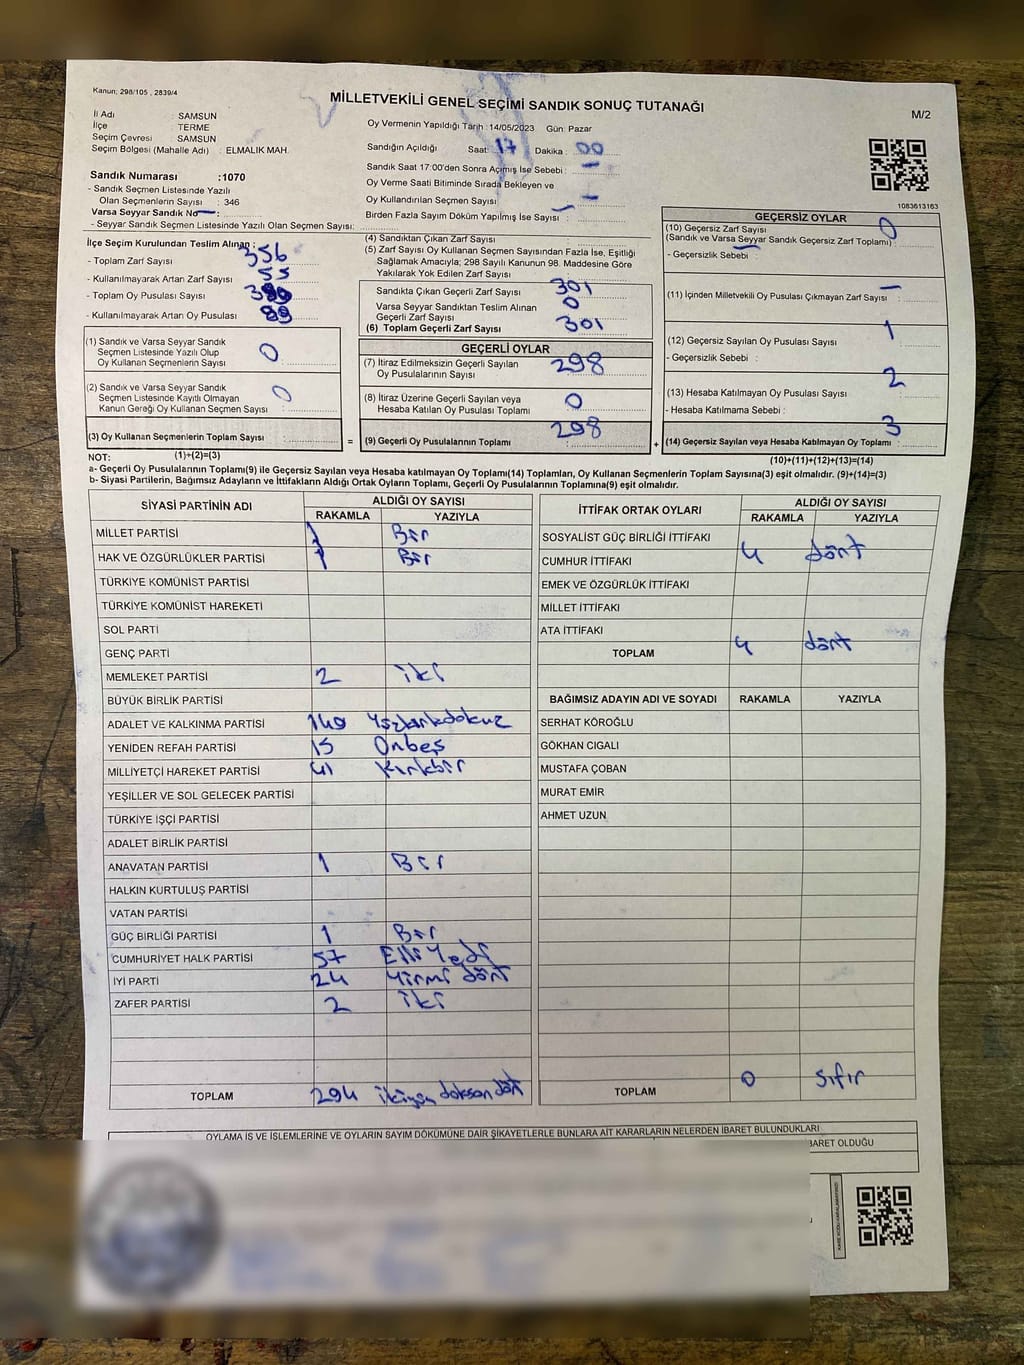 Kanun: 298/105 , 2839/4
MİLLETVEKİLİ GENEL SEÇİMİ SANDIK SONUÇ TUTANAĞI
M/2
İl Adı : SAMSUN
İlçe : TERME
Seçim Çevresi : SAMSUN
Seçim Bölgesi (Mahalle Adı) : ELMALIK MAH.
Sandık Numarası :1070
- Sandık Seçmen Listesinde Yazılı
Olan Seçmenlerin Sayısı : 346
Varsa Seyyar Sandık No — :
- Seyyar Sandık Seçmen Listesinde Yazılı Olan Seçmen Sayısı:
Oy Vermenin Yapıldığı Tarih :14/05/2023 Gün: Pazar
Sandığın Açıldığı Saat: 17 Dakika : 00
Sandık Saat 17:00'den Sonra Açımış İse Sebebi : —
Oy Verme Saati Bitiminde Sırada Bekleyen ve
Oy Kullandırılan Seçmen Sayısı : —
Birden Fazla Sayım Döküm Yapılmış İse Sayısı : —
1083613163
İlçe Seçim Kurulundan Teslim Alınan :
- Toplam Zarf Sayısı : 356
- Kullanılmayarak Artan Zarf Sayısı : 55
- Toplam Oy Pusulası Sayısı :
- Kullanılmayarak Artan Oy Pusulası :
(1) Sandık ve Varsa Seyyar Sandık
Seçmen Listesinde Yazılı Olup
Oy Kullanan Seçmenlerin Sayısı : 0
(2) Sandık ve Varsa Seyyar Sandık
Seçmen Listesinde Kayıtlı Olmayan
Kanun Gereği Oy Kullanan Seçmen Sayısı : 0
(3) Oy Kullanan Seçmenlerin Toplam Sayısı :
(4) Sandıktan Çıkan Zarf Sayısı :
(5) Zarf Sayısı Oy Kullanan Seçmen Sayısından Fazla İse, Eşitliği
Sağlamak Amacıyla; 298 Sayılı Kanunun 98. Maddesine Göre
Yakılarak Yok Edilen Zarf Sayısı :
Sandıkta Çıkan Geçerli Zarf Sayısı : 301
Varsa Seyyar Sandıktan Teslim Alınan
Geçerli Zarf Sayısı : 0
(6) Toplam Geçerli Zarf Sayısı : 301
GEÇERLİ OYLAR
(7) İtiraz Edilmeksizin Geçerli Sayılan
Oy Pusulalarının Sayısı : 298
(8) İtiraz Üzerine Geçerli Sayılan veya
Hesaba Katılan Oy Pusulası Toplamı : 0
= (9) Geçerli Oy Pusulalarının Toplamı : 298
GEÇERSİZ OYLAR
(10) Geçersiz Zarf Sayısı
(Sandık ve Varsa Seyyar Sandık Geçersiz Zarf Toplamı) : 0
- Geçersizlik Sebebi :
(11) İçinden Milletvekili Oy Pusulası Çıkmayan Zarf Sayısı : —
(12) Geçersiz Sayılan Oy Pusulası Sayısı : 1
- Geçersizlik Sebebi :
(13) Hesaba Katılmayan Oy Pusulası Sayısı : 2
- Hesaba Katılmama Sebebi :
+ (14) Geçersiz Sayılan veya Hesaba Katılmayan Oy Toplamı : 3
NOT: (1)+(2)=(3)
(10)+(11)+(12)+(13)=(14)
a- Geçerli Oy Pusulalarının Toplamı(9) ile Geçersiz Sayılan veya Hesaba katılmayan Oy Toplamı(14) Toplamları, Oy Kullanan Seçmenlerin Toplam Sayısına(3) eşit olmalıdır. (9)+(14)=(3)
b- Siyasi Partilerin, Bağımsız Adayların ve İttifakların Aldığı Ortak Oyların Toplamı, Geçerli Oy Pusulalarının Toplamına(9) eşit olmalıdır.
SİYASİ PARTİNİN ADI ALDIĞI OY SAYISI
RAKAMLA YAZIYLA
MİLLET PARTİSİ 1 Bir
HAK VE ÖZGÜRLÜKLER PARTİSİ 1 Bir
TÜRKİYE KOMÜNİST PARTİSİ
TÜRKİYE KOMÜNİST HAREKETİ
SOL PARTİ
GENÇ PARTİ
MEMLEKET PARTİSİ 2 iki
BÜYÜK BİRLİK PARTİSİ
ADALET VE KALKINMA PARTİSİ 149 Yüzkırkdokuz
YENİDEN REFAH PARTİSİ 15 Onbeş
MİLLİYETÇİ HAREKET PARTİSİ 41 Kırkbir
YEŞİLLER VE SOL GELECEK PARTİSİ
TÜRKİYE İŞÇİ PARTİSİ
ADALET BİRLİK PARTİSİ
ANAVATAN PARTİSİ 1 Bir
HALKIN KURTULUŞ PARTİSİ
VATAN PARTİSİ
GÜÇ BİRLİĞİ PARTİSİ 1 Bir
CUMHURİYET HALK PARTİSİ 57 Elli Yedi
İYİ PARTİ 24 Yirmi dört
ZAFER PARTİSİ 2 iki
TOPLAM 294 ikiyüz doksan dört
İTTİFAK ORTAK OYLARI ALDIĞI OY SAYISI
RAKAMLA YAZIYLA
SOSYALİST GÜÇ BİRLİĞİ İTTİFAKI
CUMHUR İTTİFAKI 4 dört
EMEK VE ÖZGÜRLÜK İTTİFAKI
MİLLET İTTİFAKI
ATA İTTİFAKI
TOPLAM 4 dört
BAĞIMSIZ ADAYIN ADI VE SOYADI RAKAMLA YAZIYLA
SERHAT KÖROĞLU
GÖKHAN CIGALI
MUSTAFA ÇOBAN
MURAT EMİR
AHMET UZUN
TOPLAM 0 sıfır
OYLAMA İŞ VE İŞLEMLERİNE VE OYLARIN SAYIM DÖKÜMÜNE DAİR ŞİKAYETLERLE BUNLARA AİT KARARLARIN NELERDEN İBARET BULUNDUKLARI
BARET OLDUĞU